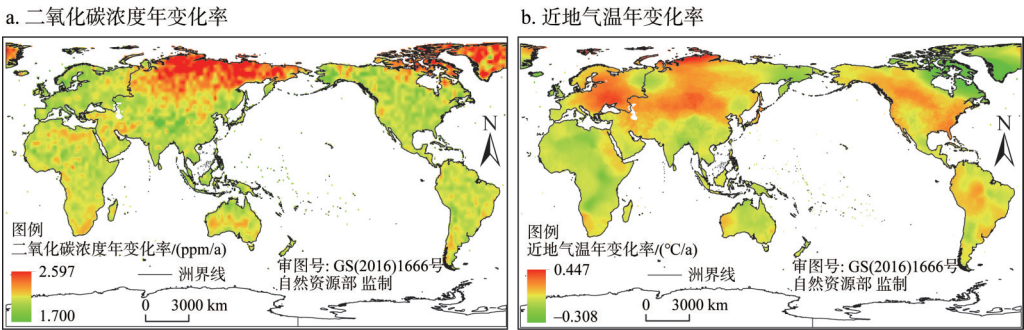 a. 二氧化碳浓度年变化率
N
图例
二氧化碳浓度年变化率/(ppm/a)
2.597
1.700
洲界线
0 3000 km
审图号: GS(2016)1666号
自然资源部 监制
b. 近地气温年变化率
N
图例
近地气温年变化率/(℃/a)
0.447
–0.308
洲界线
0 3000 km
审图号: GS(2016)1666号
自然资源部 监制